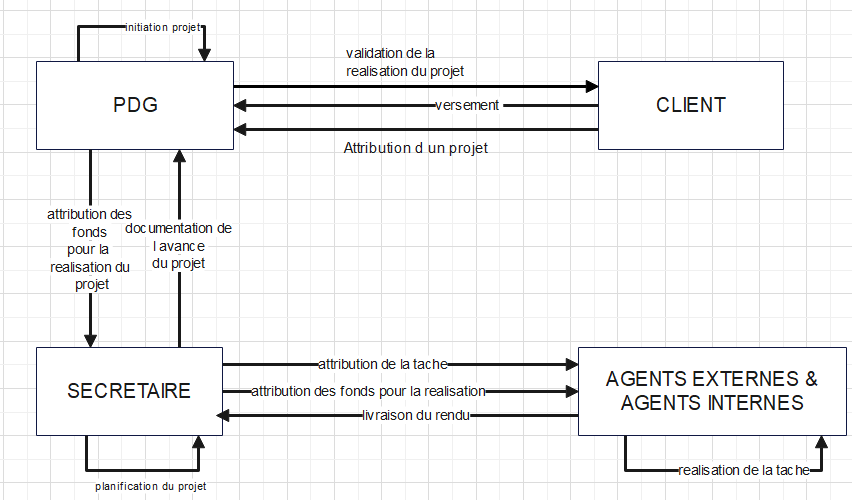 initiation projet
validation de la
realisation du projet
PDG
versement
CLIENT
Attribution d un projet
attribution des
fonds
pour la
realisation du
projet
documentation de
l avance
du projet
SECRETAIRE
attribution de la tache
attribution des fonds pour la realisation
livraison du rendu
AGENTS EXTERNES &
AGENTS INTERNES
planification du projet
realisation de la tache